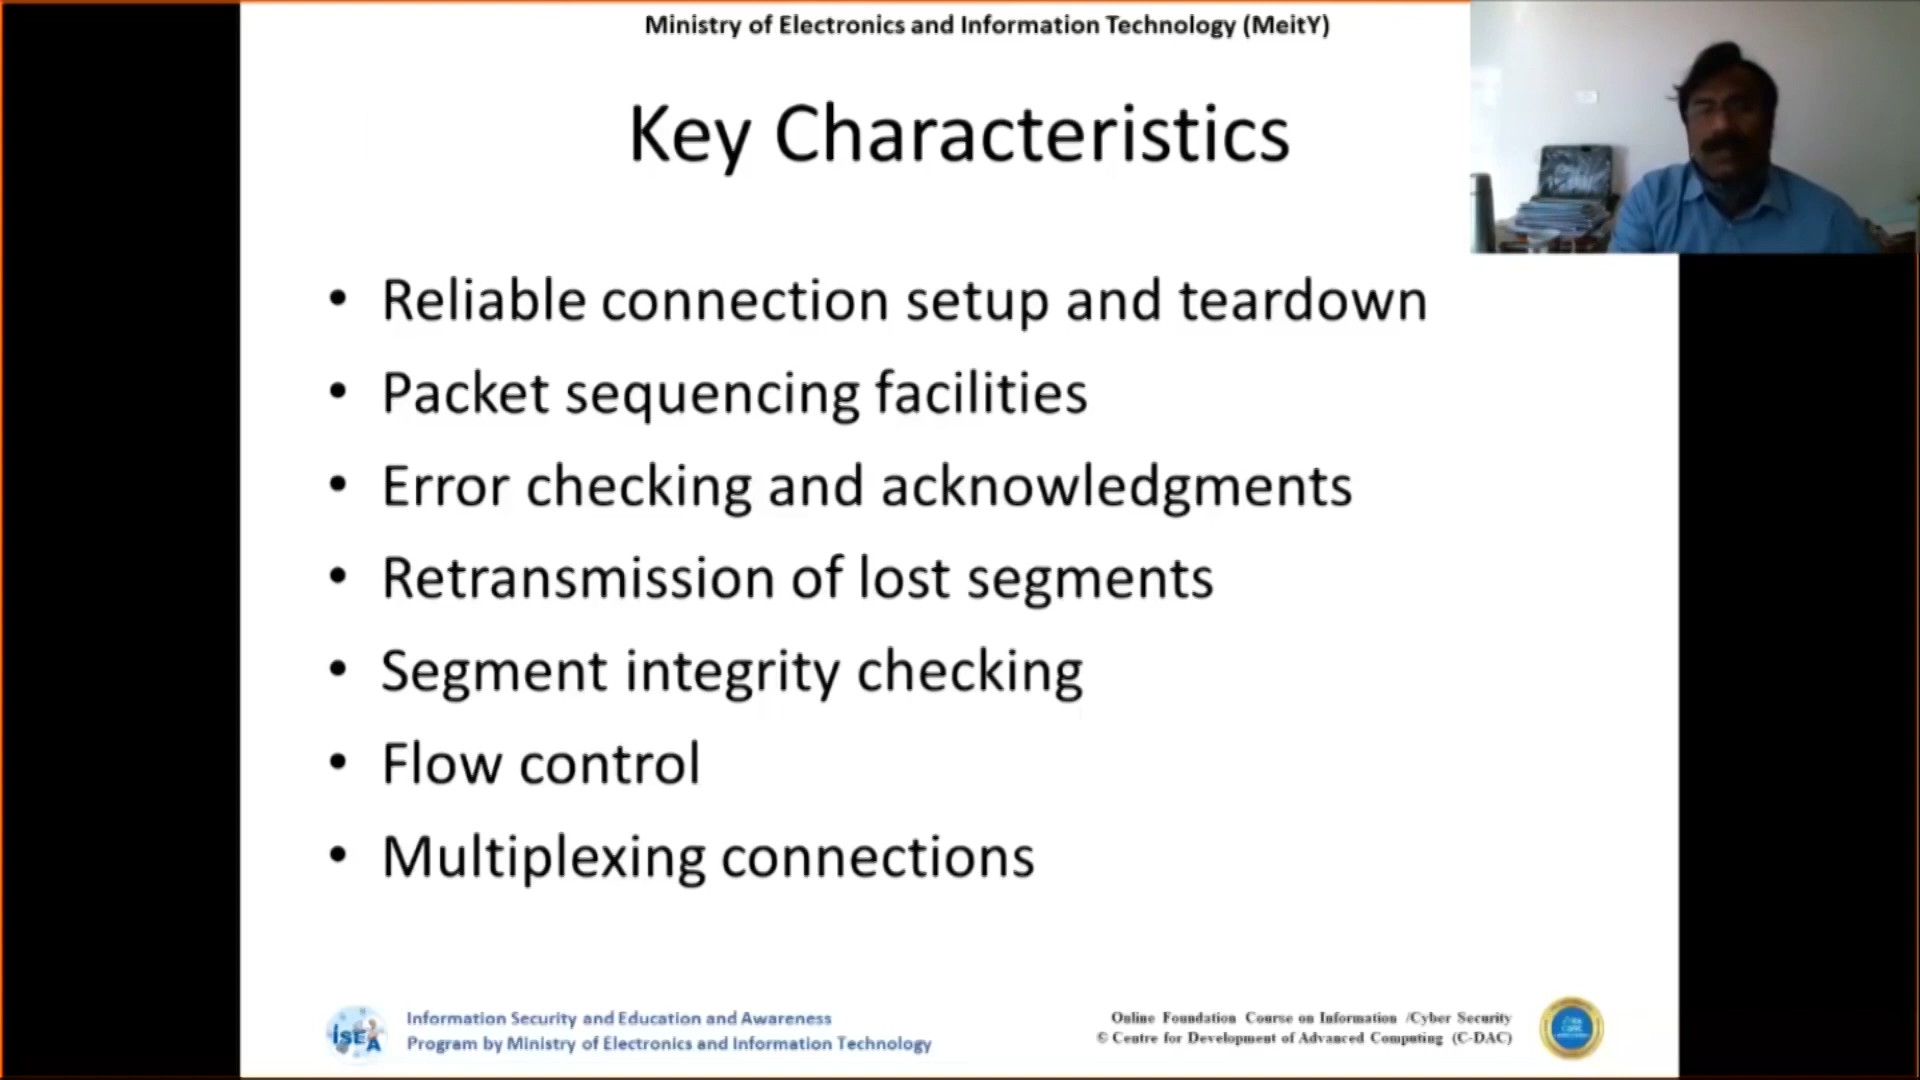 Ministry of Electronics and Information Technology (MeitY)
Key Characteristics
• Reliable connection setup and teardown
• Packet sequencing facilities
• Error checking and acknowledgments
• Retransmission of lost segments
• Segment integrity checking
• Flow control
• Multiplexing connections
ISEA
Information Security and Education and Awareness
Program by Ministry of Electronics and Information Technology
Online Foundation Course on Information /Cyber Security
© Centre for Development of Advanced Computing (C-DAC)